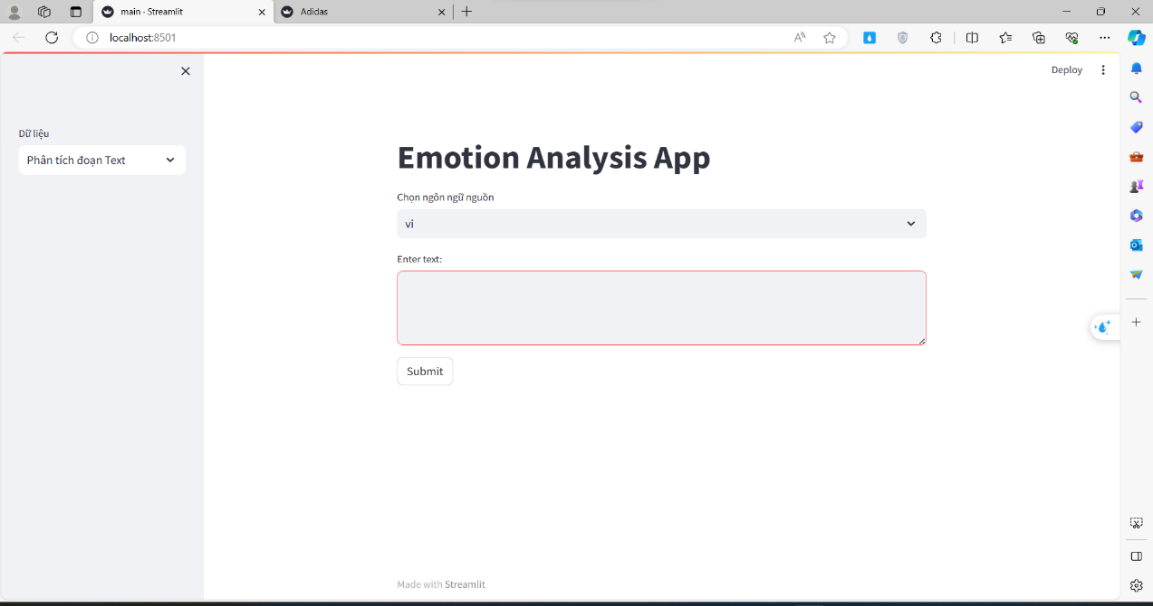 main · Streamlit
Adidas
localhost:8501
Deploy
Dữ liệu
Phân tích đoạn Text
Emotion Analysis App
Chọn ngôn ngữ nguồn
vi
Enter text:
Submit
Made with Streamlit